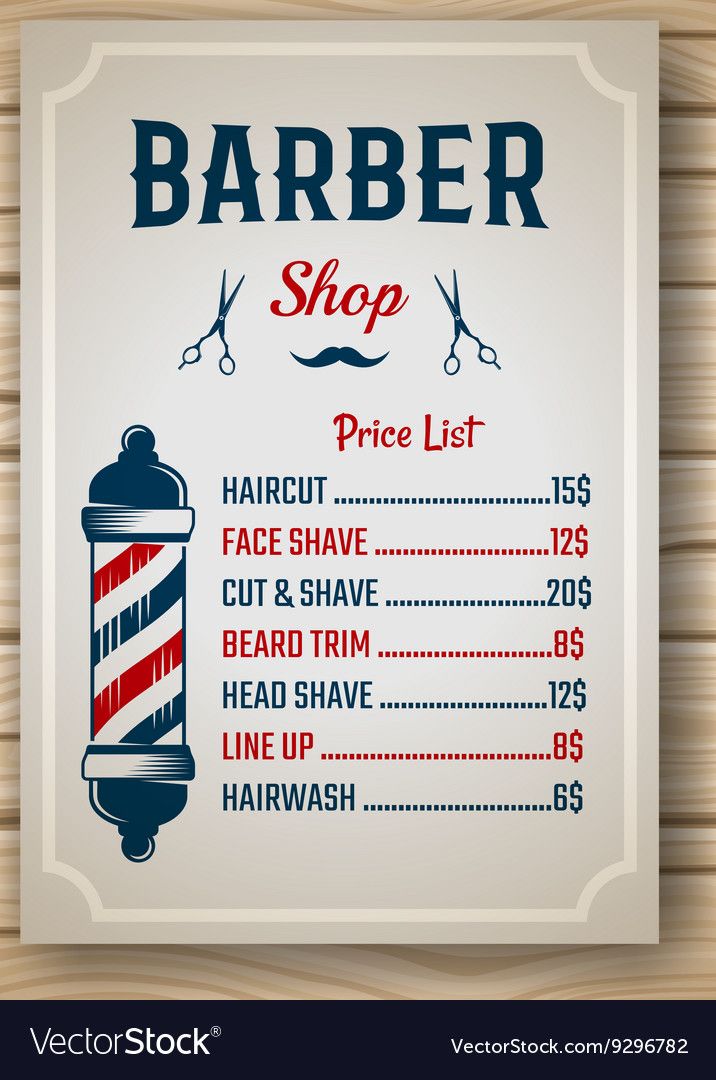 BARBER
Shop
Price List
HAIRCUT ................................15$
FACE SHAVE ..........................12$
CUT & SHAVE ........................20$
BEARD TRIM ..........................8$
HEAD SHAVE .........................12$
LINE UP ..................................8$
HAIRWASH ............................6$
VectorStock®
VectorStock.com/9296782